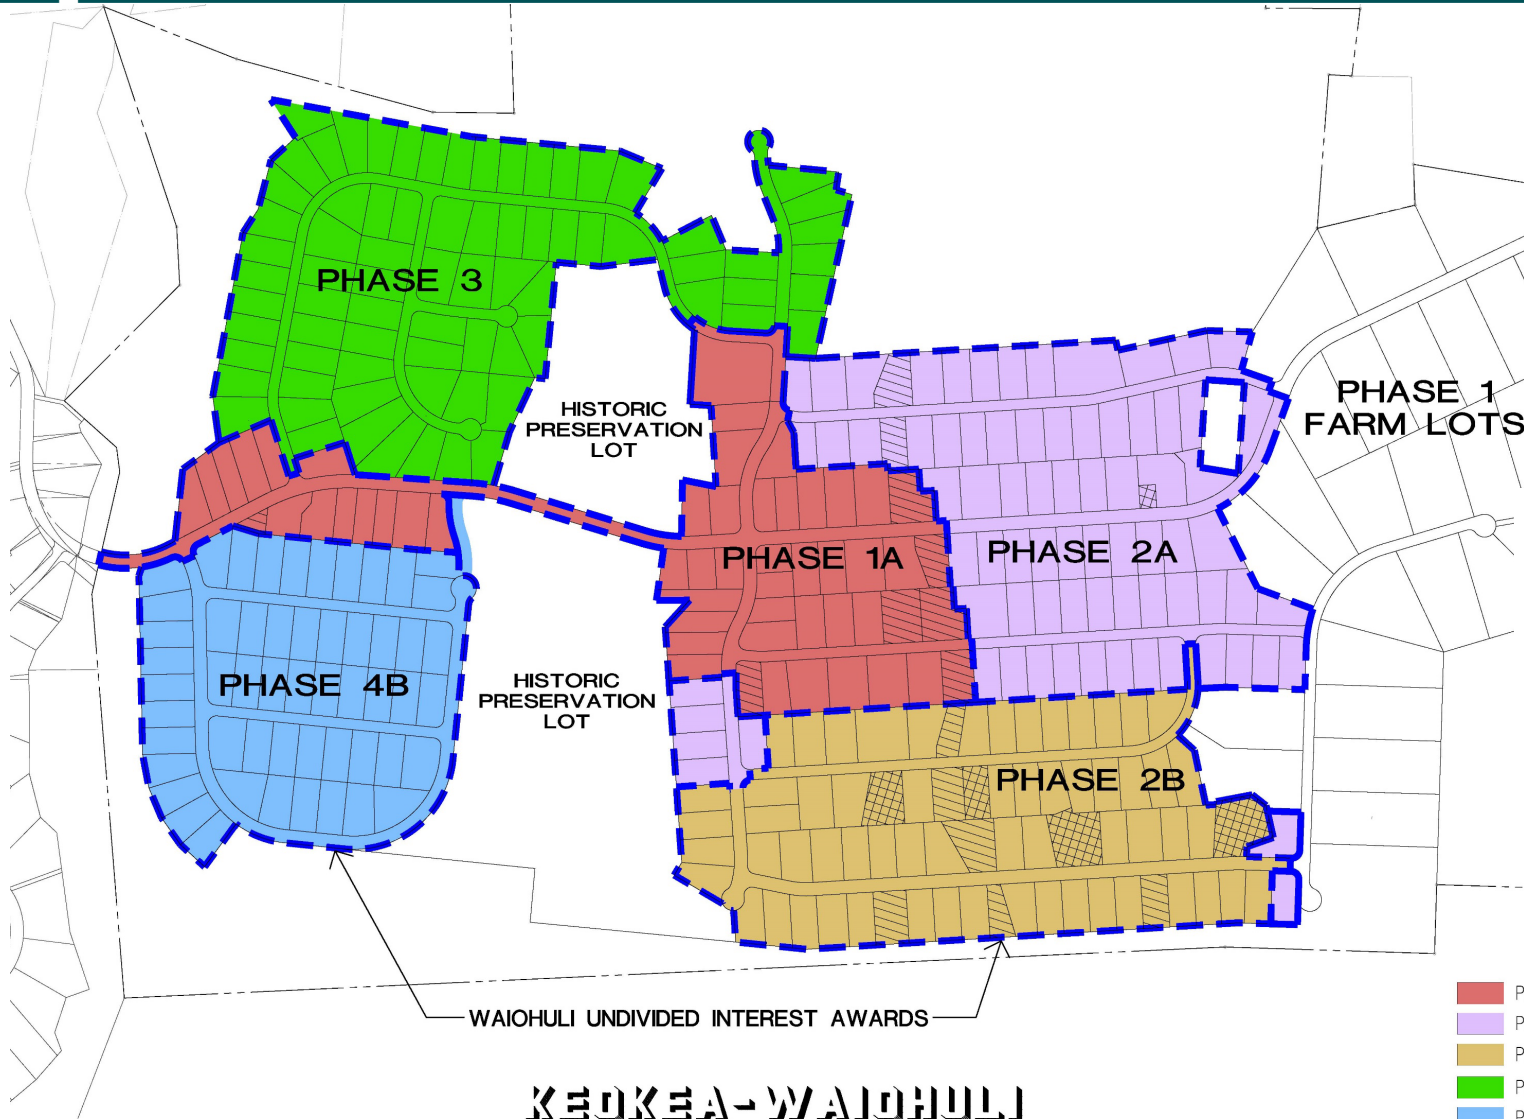 PHASE 3
PHASE 1
FARM LOTS
HISTORIC
PRESERVATION
LOT
PHASE 1A
PHASE 2A
PHASE 4B
HISTORIC
PRESERVATION
LOT
PHASE 2B
WAIOHULI UNDIVIDED INTEREST AWARDS
P
P
P
P
P
KEOKEA-WAIOHULI